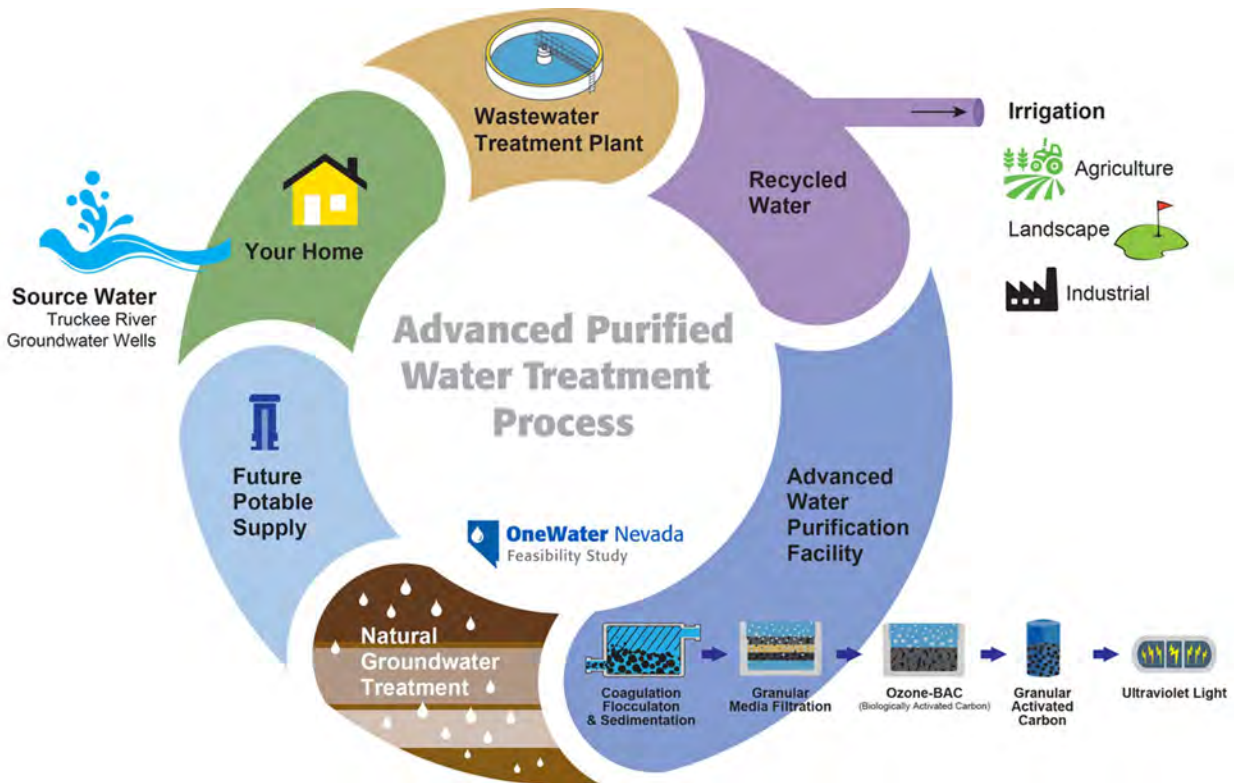 Wastewater
Treatment Plant
Recycled
Water
Irrigation
Agriculture
Landscape
Industrial
Your Home
Source Water
Truckee River
Groundwater Wells
Advanced Purified
Water Treatment
Process
Future
Potable
Supply
OneWater Nevada
Feasibility Study
Advanced
Water
Purification
Facility
Natural
Groundwater
Treatment
Coagulation
Flocculaton
& Sedimentation
Granular
Media Filtration
Ozone-BAC
(Biologically Activated Carbon)
Granular
Activated
Carbon
Ultraviolet Light